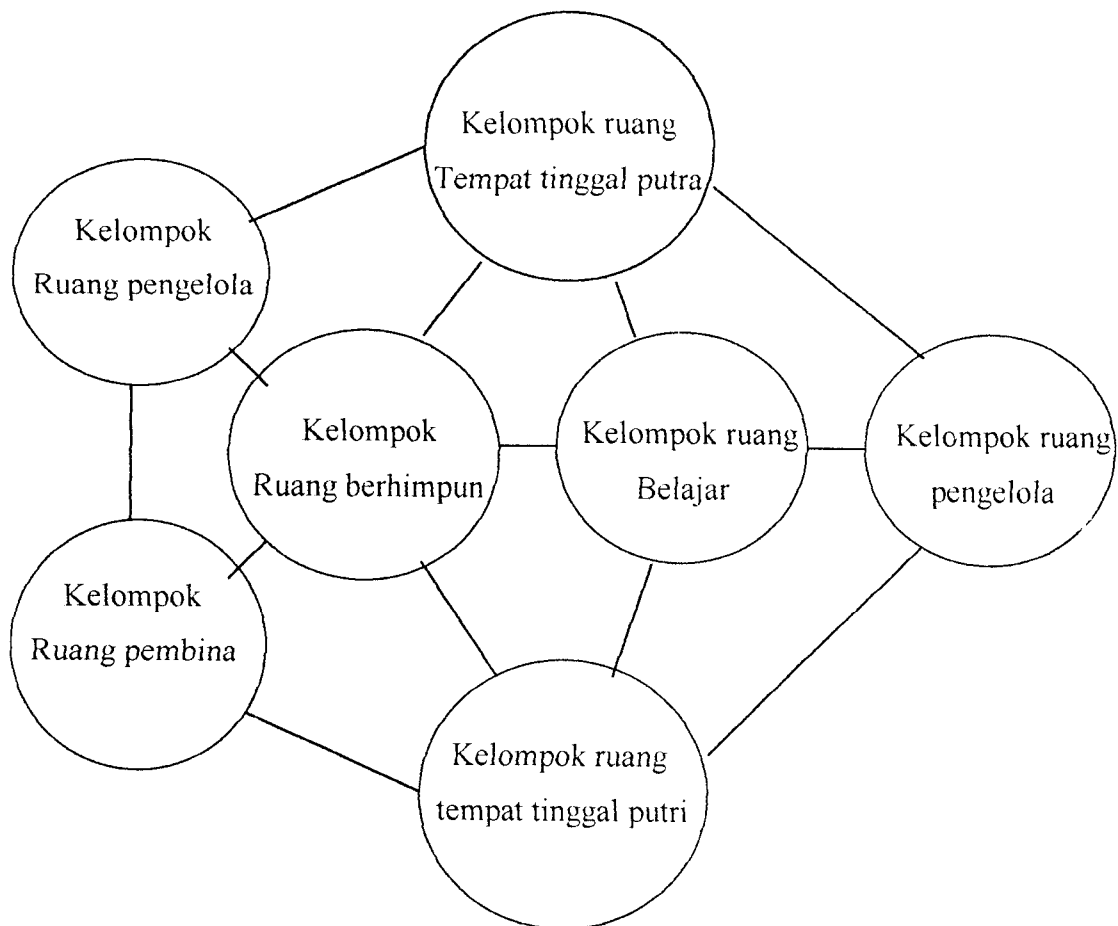 Kelompok ruang
Tempat tinggal putra
Kelompok
Ruang pengelola
Kelompok
Ruang berhimpun
Kelompok ruang
Belajar
Kelompok ruang
pengelola
Kelompok
Ruang pembina
Kelompok ruang
tempat tinggal putri